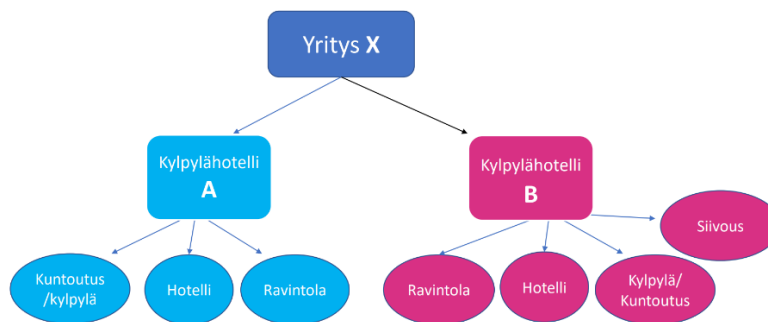 Yritys X
Kylpylähotelli
A
Kylpylähotelli
B
Siivous
Kuntoutus
/kylpylä
Hotelli
Ravintola
Ravintola
Hotelli
Kylpylä/
Kuntoutus